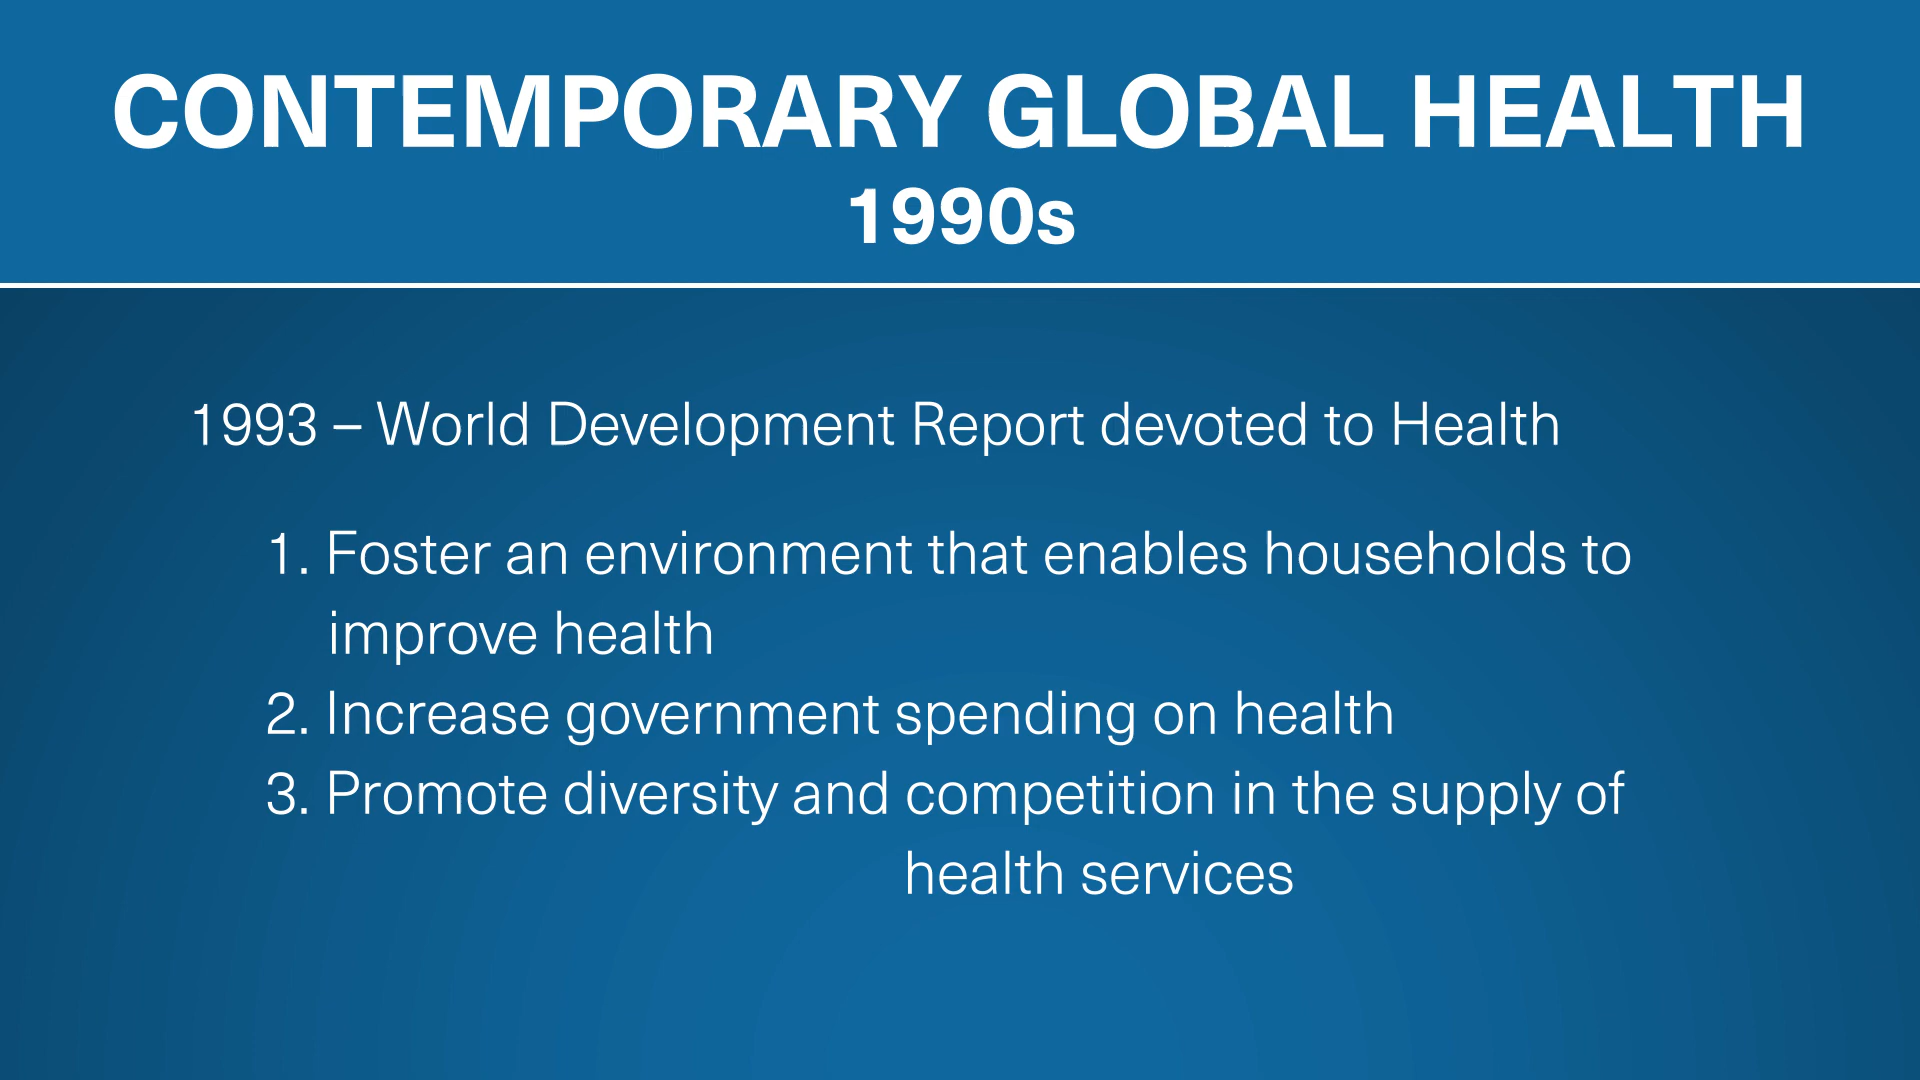 CONTEMPORARY GLOBAL HEALTH
1990s
1993 – World Development Report devoted to Health
1. Foster an environment that enables households to
improve health
2. Increase government spending on health
3. Promote diversity and competition in the supply of
health services